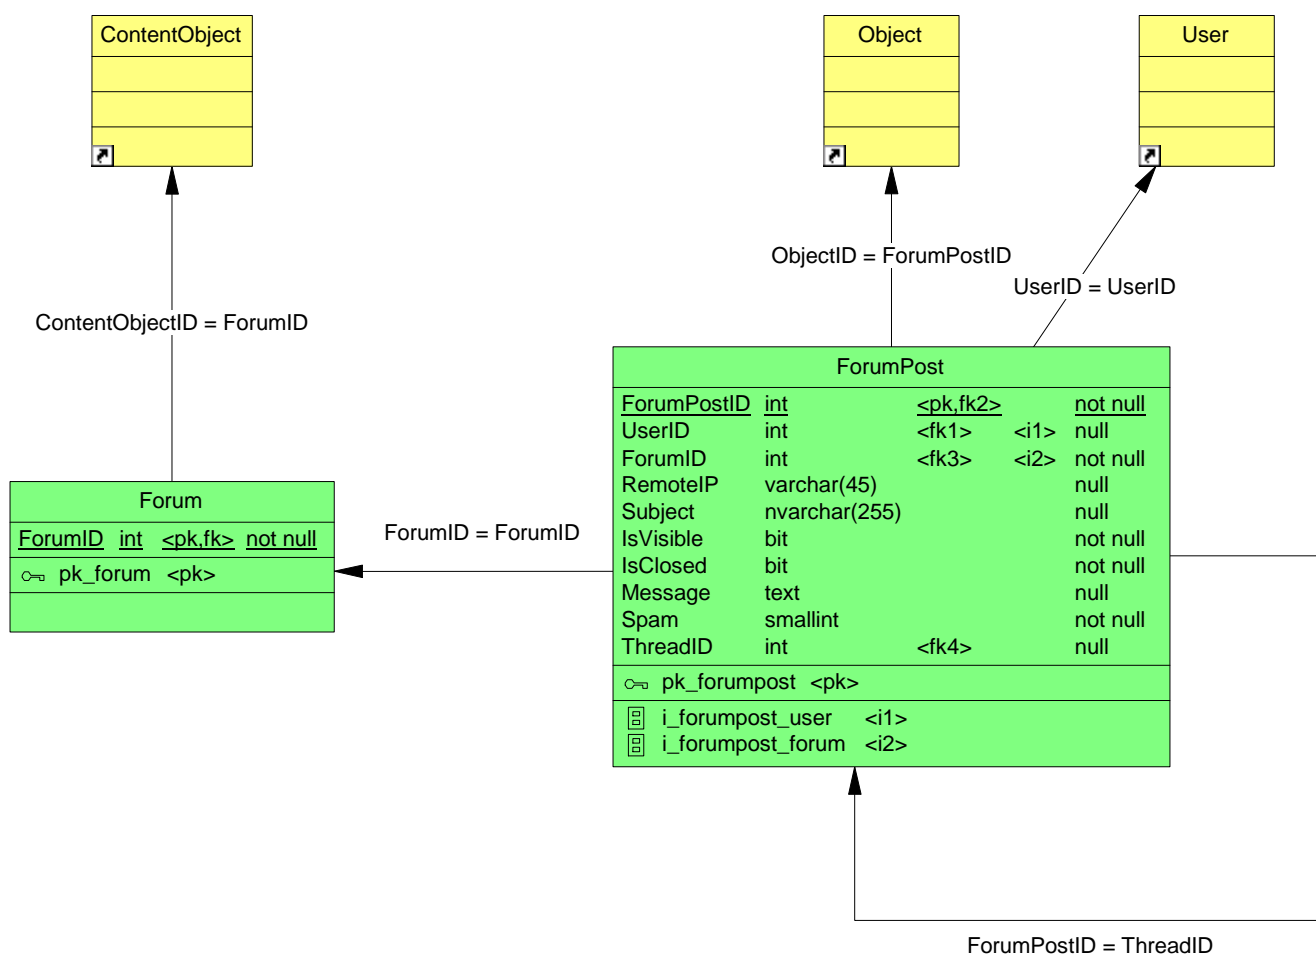 ContentObject
Object
User
ObjectID = ForumPostID
UserID = UserID
ContentObjectID = ForumID
ForumPost
ForumPostID int <pk,fk2> not null
UserID int <fk1> <i1> null
ForumID int <fk3> <i2> not null
RemoteIP varchar(45) null
Subject nvarchar(255) null
IsVisible bit not null
IsClosed bit not null
Message text null
Spam smallint not null
ThreadID int <fk4> null
pk_forumpost <pk>
i_forumpost_user <i1>
i_forumpost_forum <i2>
Forum
ForumID int <pk,fk> not null
pk_forum <pk>
ForumID = ForumID
ForumPostID = ThreadID